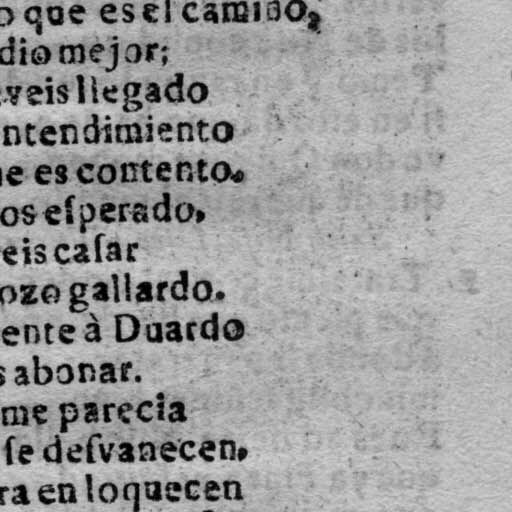 o que es el camino,
dio mejor;
veis llegado
ntendimiento
ne es contento.
os eſperado,
eis caſar
ozo gallardo.
ente à Duardo
s abonar.
me parecia
ſe deſvanecen,
ra en loquecen